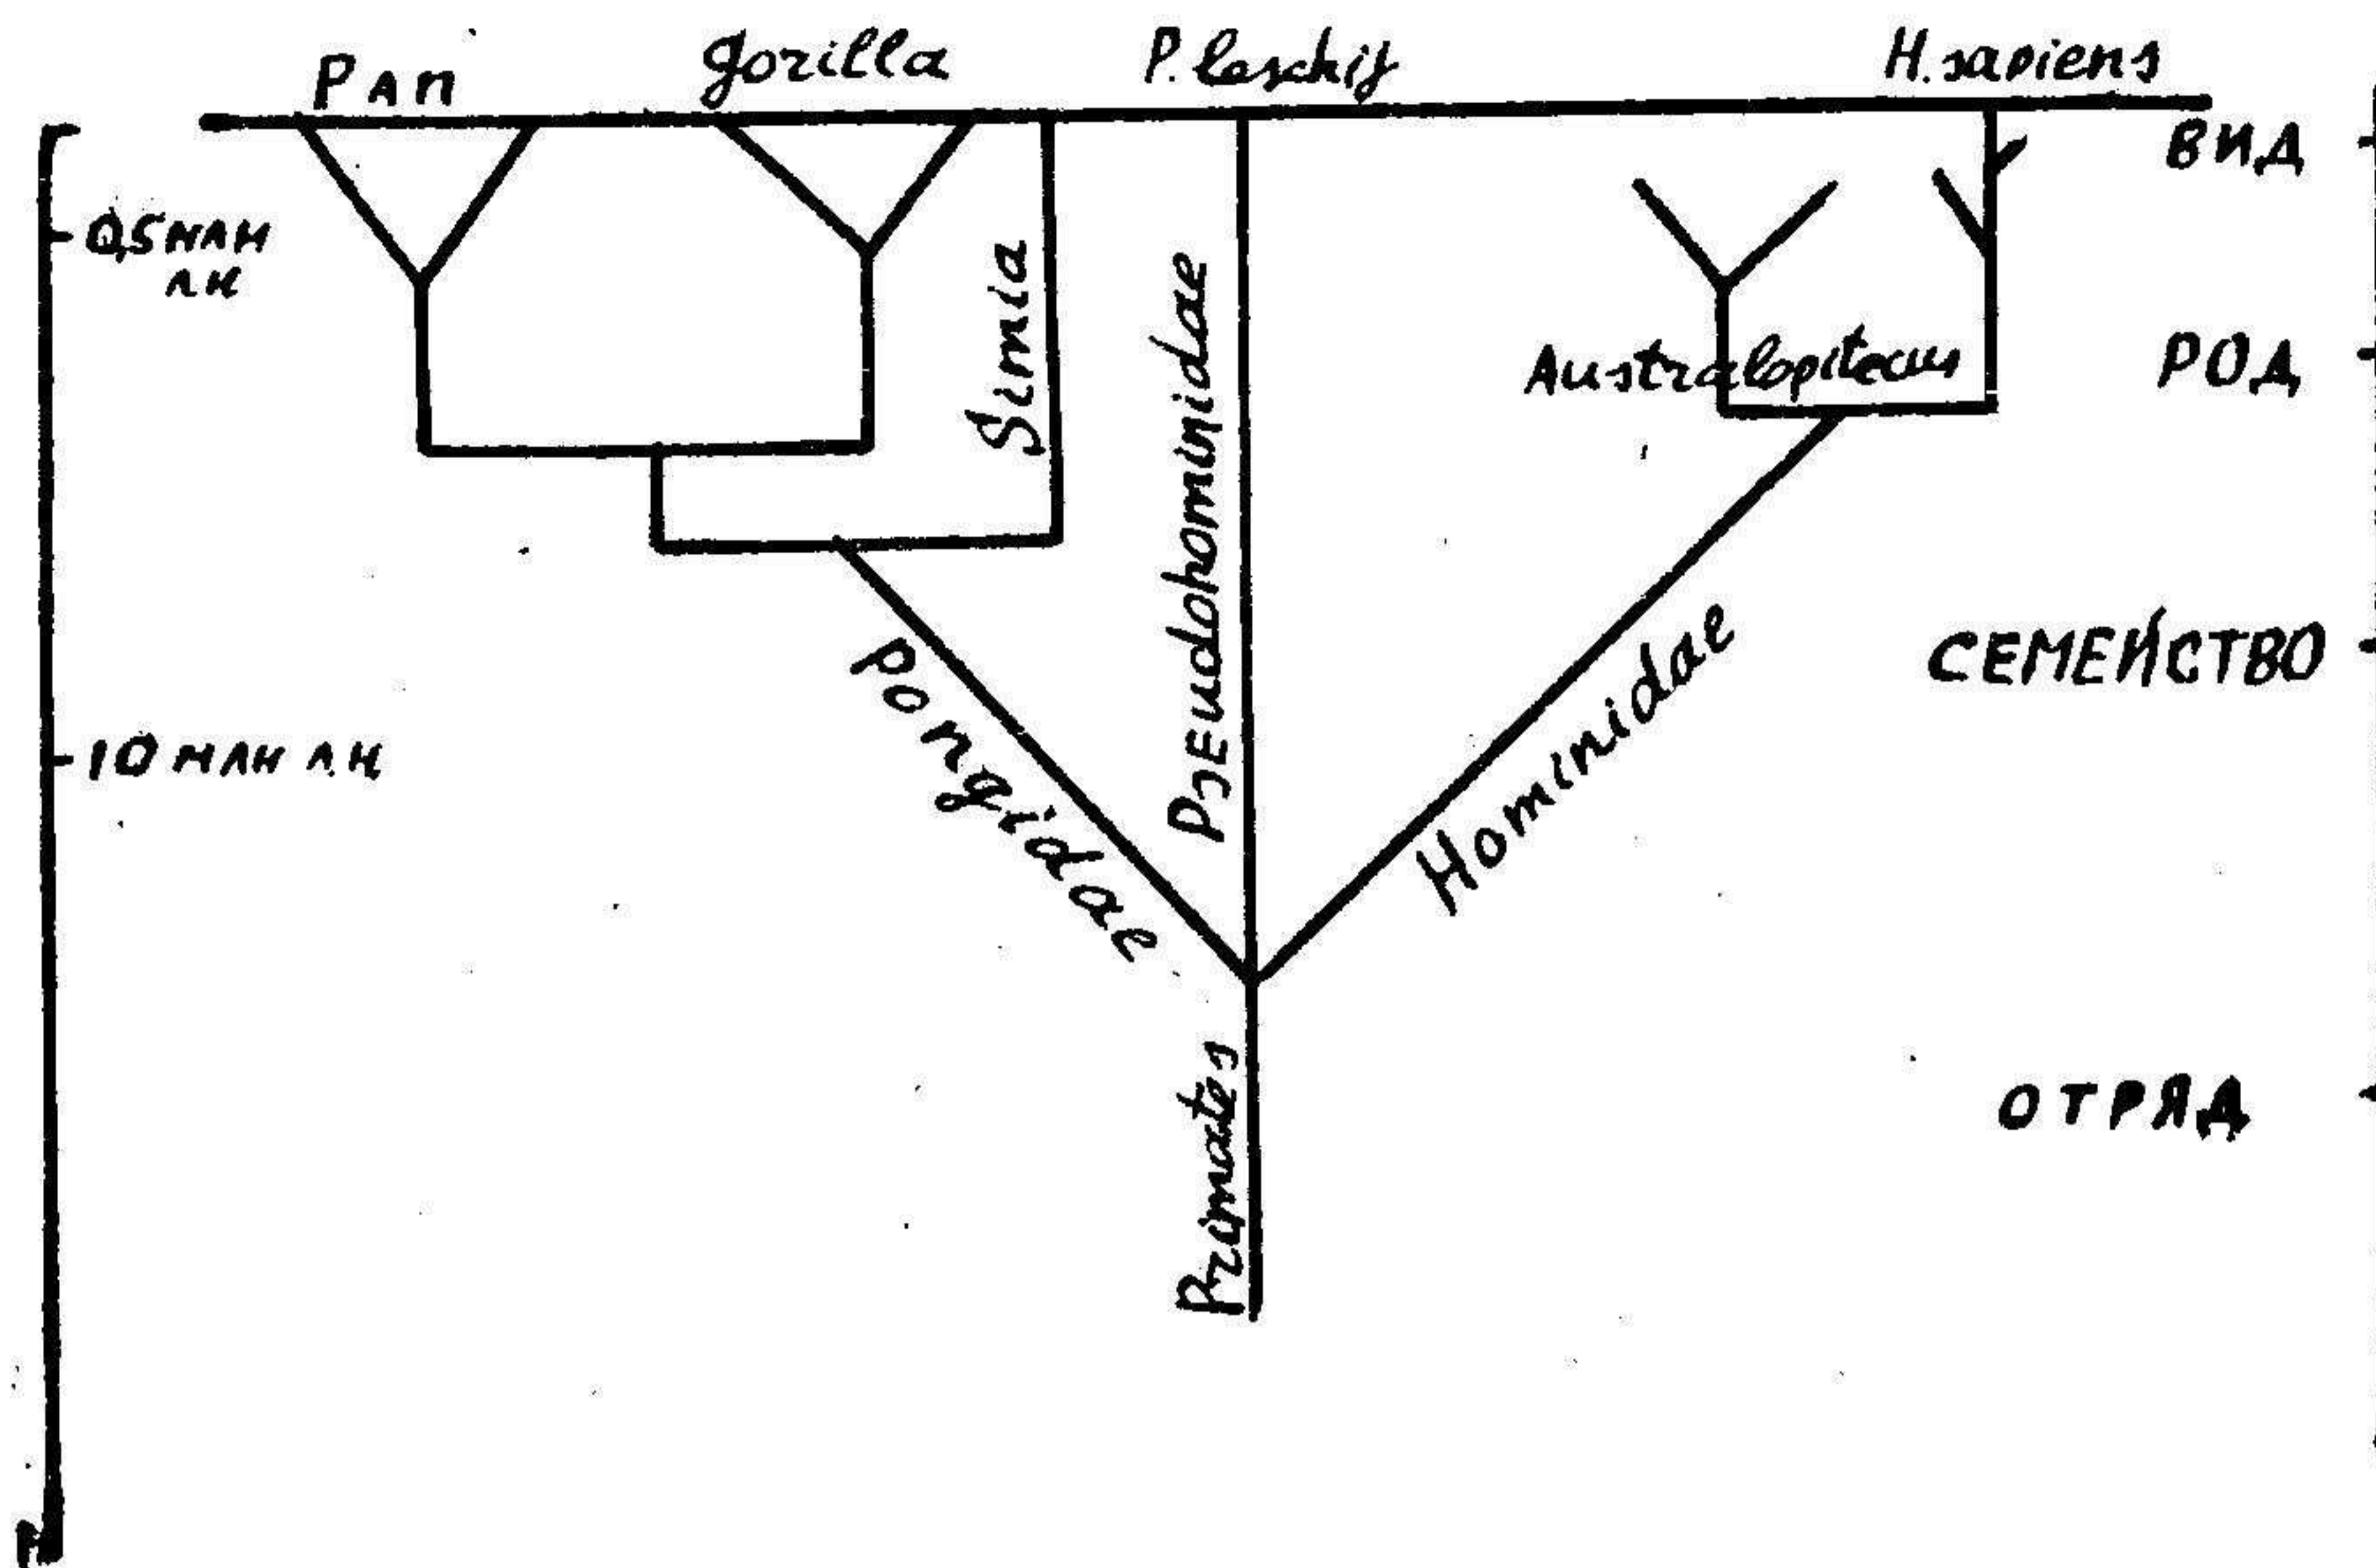 Pan
gorilla
P. leschij
H. sapiens
ВИД
0,5 млн
л.н
Simia
Pseudohominidae
Australopitecus
РОД
СЕМЕЙСТВО
10 млн л.н
Pongidae
Hominidae
Primates
ОТРЯД